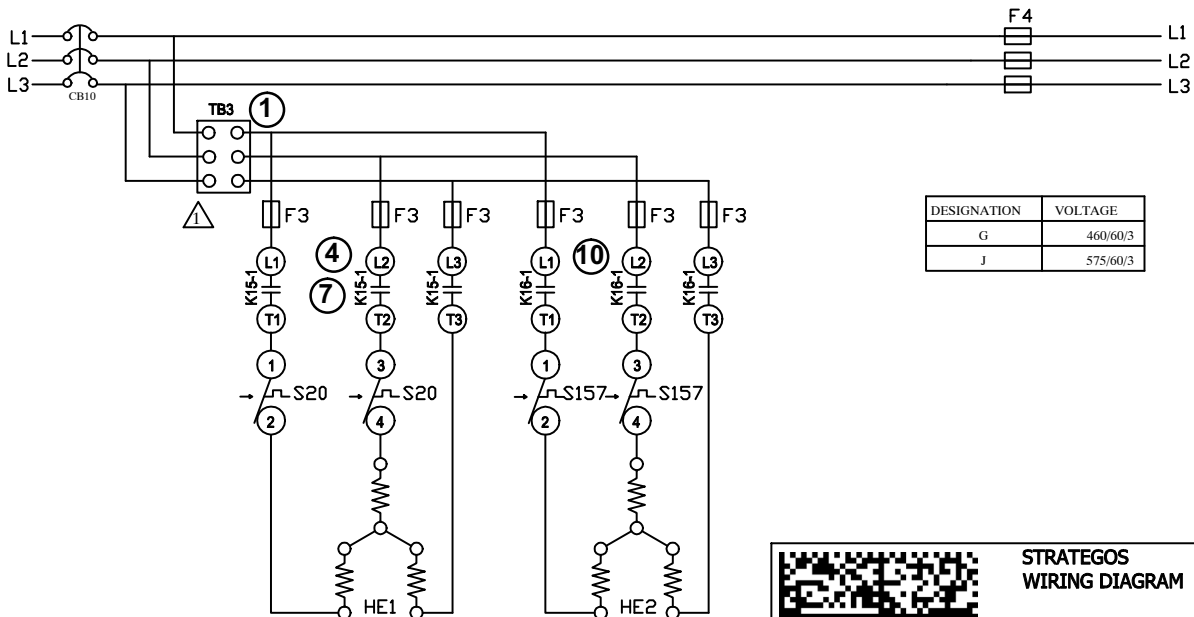 F4
L1 L1
L2 L2
L3 L3
CB10
TB3 1
1
F3 F3 F3 F3 F3 F3
DESIGNATION VOLTAGE
G 460/60/3
J 575/60/3
L1 4 L2 L3 L1 10 L2 L3
K15-1 7 K15-1 K15-1 K16-1 K16-1 K16-1
T1 T2 T3 T1 T2 T3
1 3 1 3
S20 S20 S157 S157
2 4 2 4
HE1 HE2
STRATEGOS
WIRING DIAGRAM